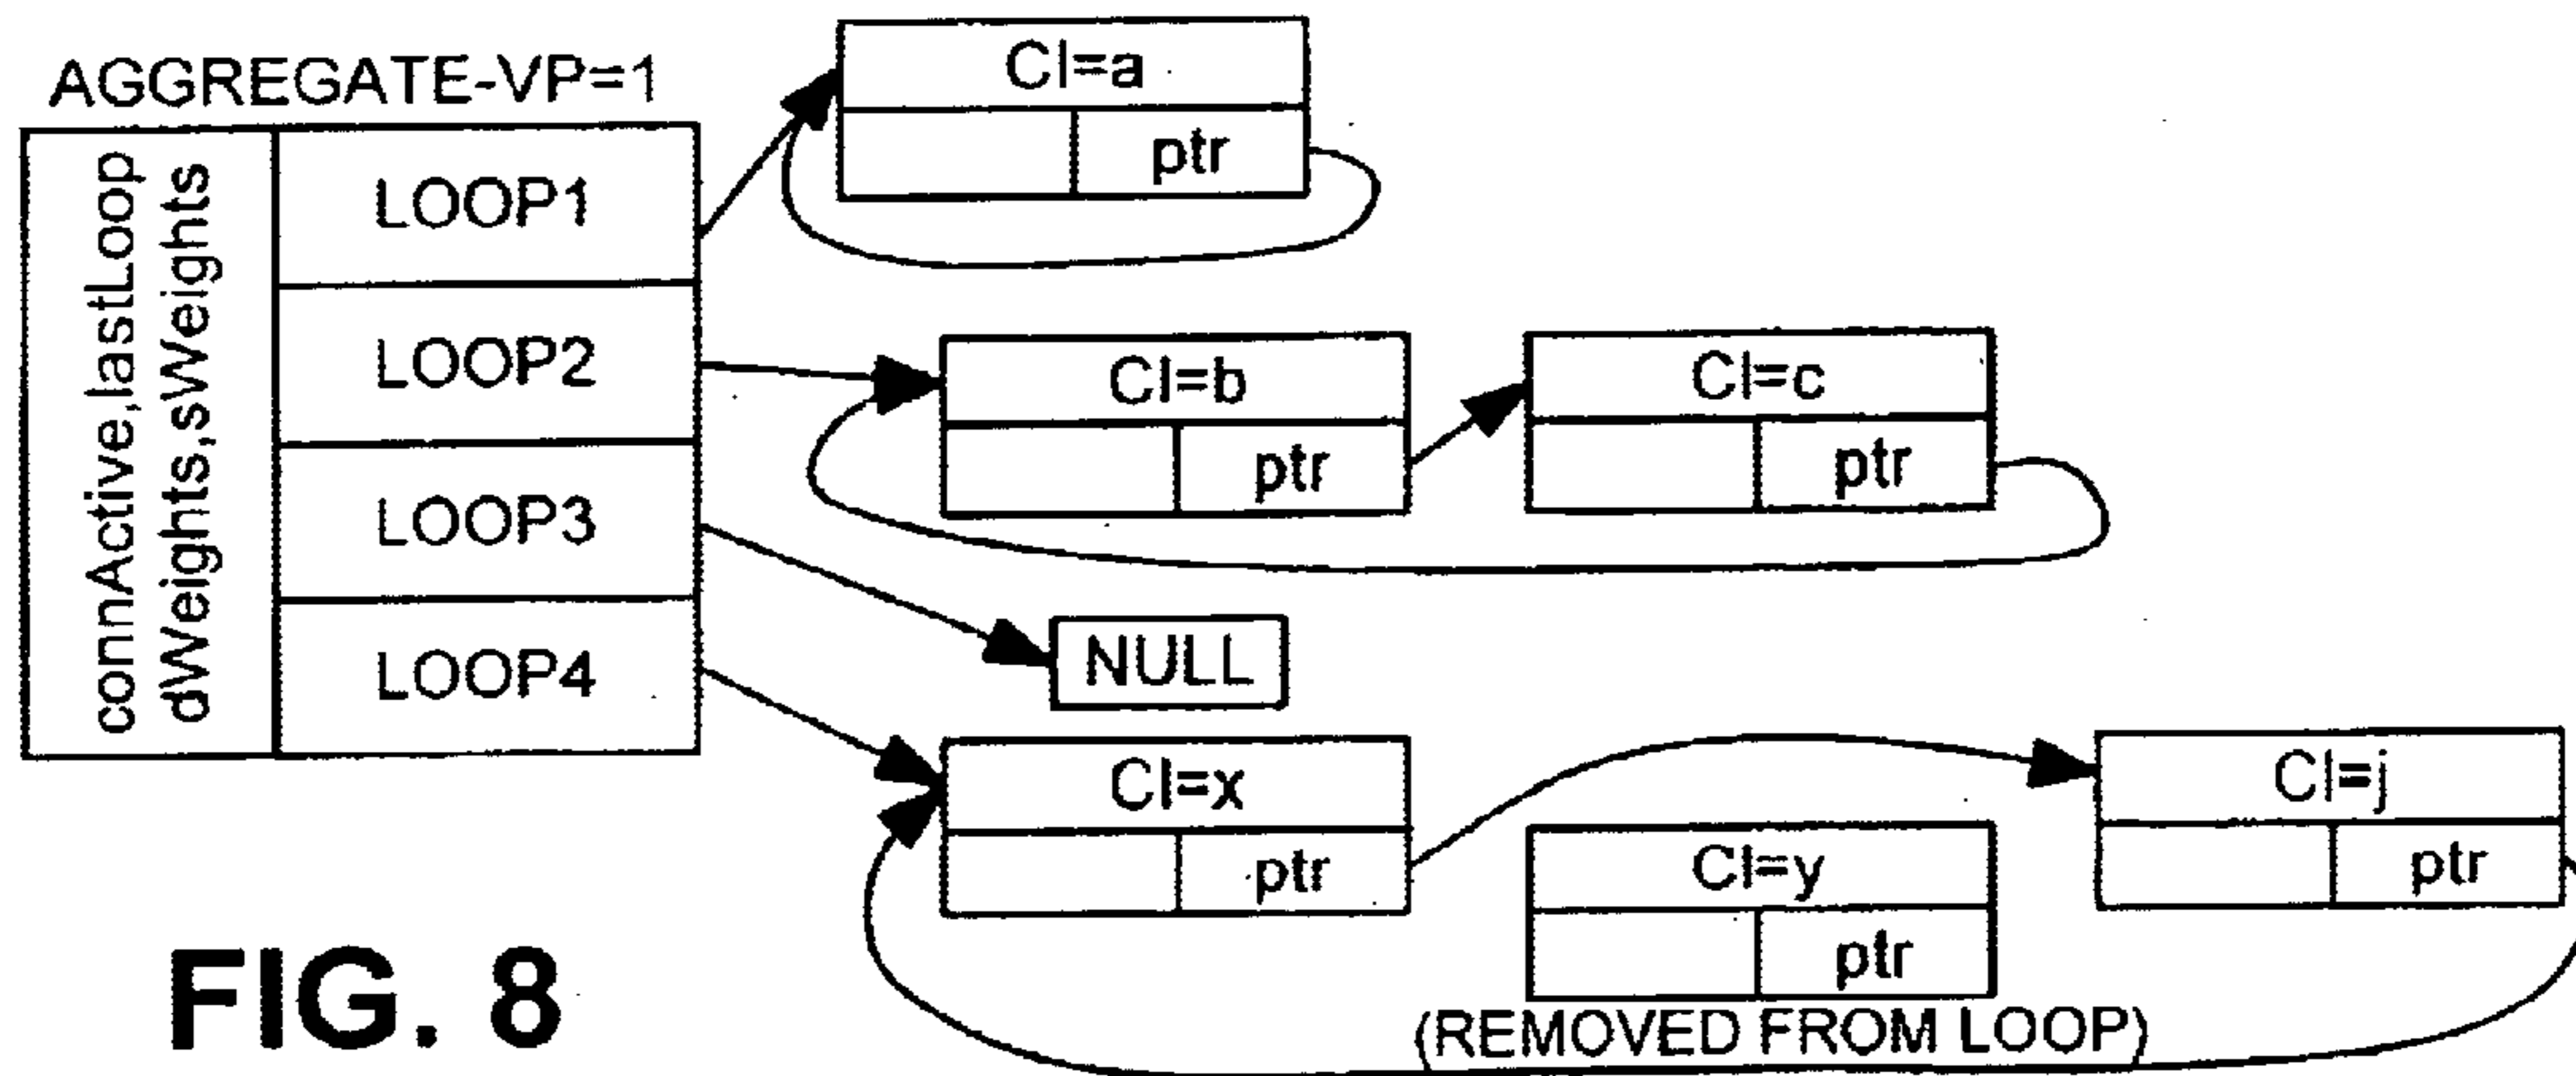 AGGREGATE-VP=1
connActive,lastLoop
dWeights,sWeights
LOOP1
LOOP2
LOOP3
LOOP4
CI=a
ptr
CI=b
ptr
CI=c
ptr
NULL
CI=x
ptr
CI=y
ptr
(REMOVED FROM LOOP)
CI=j
ptr
FIG. 8